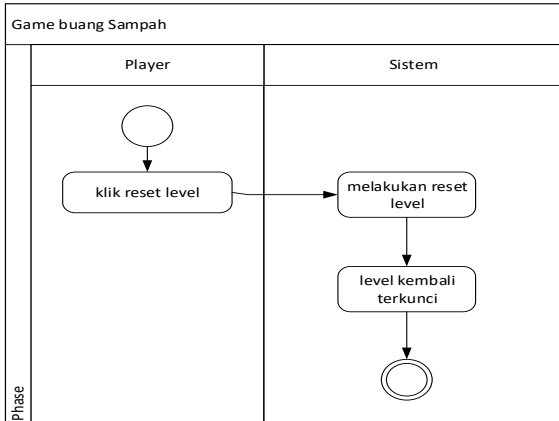 Game buang Sampah
Player
Sistem
klik reset level
melakukan reset
level
level kembali
terkunci
Phase